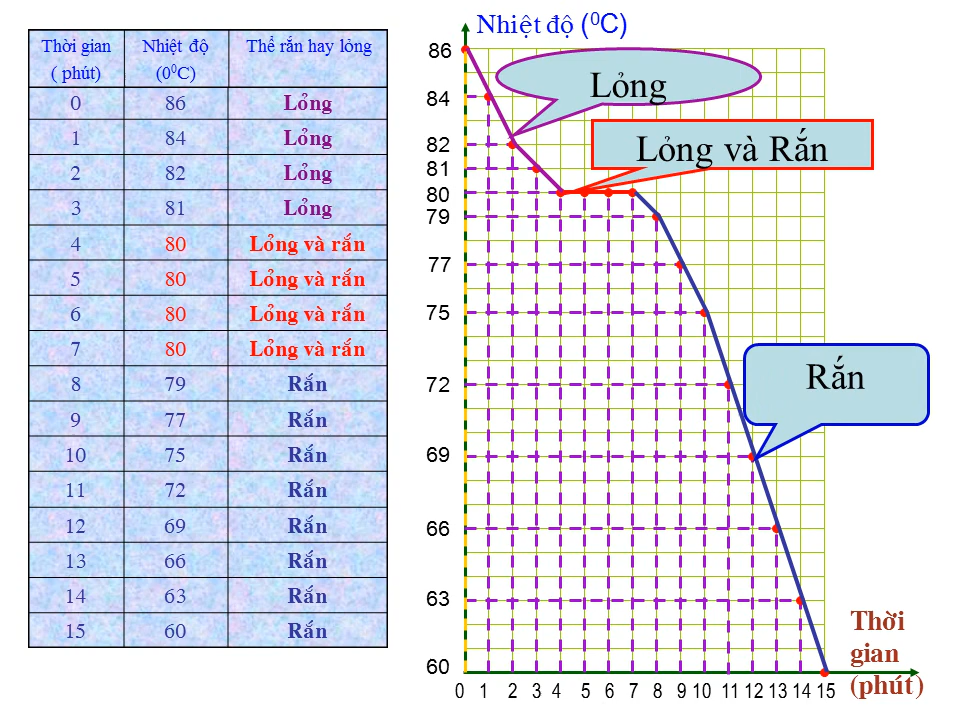 Thời gian ( phút) Nhiệt độ (0⁰C) Thể rắn hay lỏng
0 86 Lỏng
1 84 Lỏng
2 82 Lỏng
3 81 Lỏng
4 80 Lỏng và rắn
5 80 Lỏng và rắn
6 80 Lỏng và rắn
7 80 Lỏng và rắn
8 79 Rắn
9 77 Rắn
10 75 Rắn
11 72 Rắn
12 69 Rắn
13 66 Rắn
14 63 Rắn
15 60 Rắn
Nhiệt độ (⁰C)
86
84
82
81
80
79
77
75
72
69
66
63
60
Lỏng
Lỏng và Rắn
Rắn
0 1 2 3 4 5 6 7 8 9 10 11 12 13 14 15
Thời
gian
(phút)